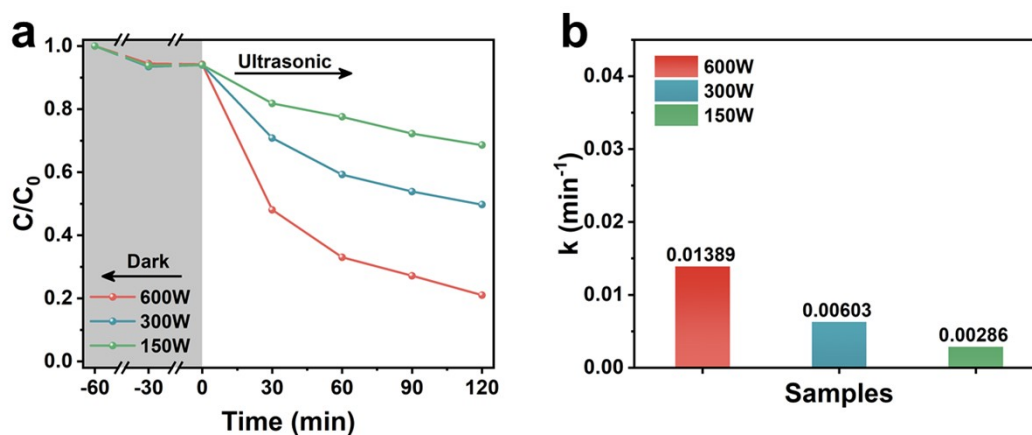 a
1.0
0.8
0.6
0.4
0.2
0.0
C/C0
Ultrasonic
Dark
600W
300W
150W
-60
-30
0
30
60
90
120
Time (min)
b
600W
300W
150W
0.04
0.03
0.02
0.01
0.00
k (min-1)
0.01389
0.00603
0.00286
Samples